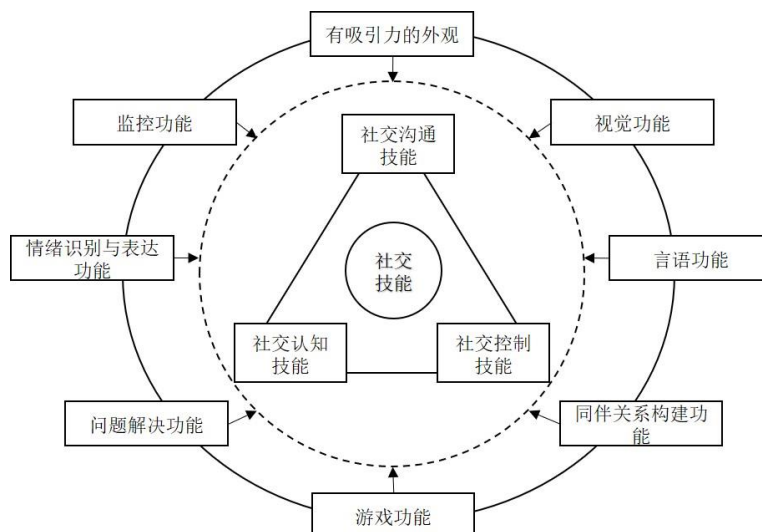 有吸引力的外观
监控功能
视觉功能
社交沟通
技能
情绪识别与表达
功能
社交
技能
言语功能
社交认知
技能
社交控制
技能
问题解决功能
同伴关系构建功
能
游戏功能